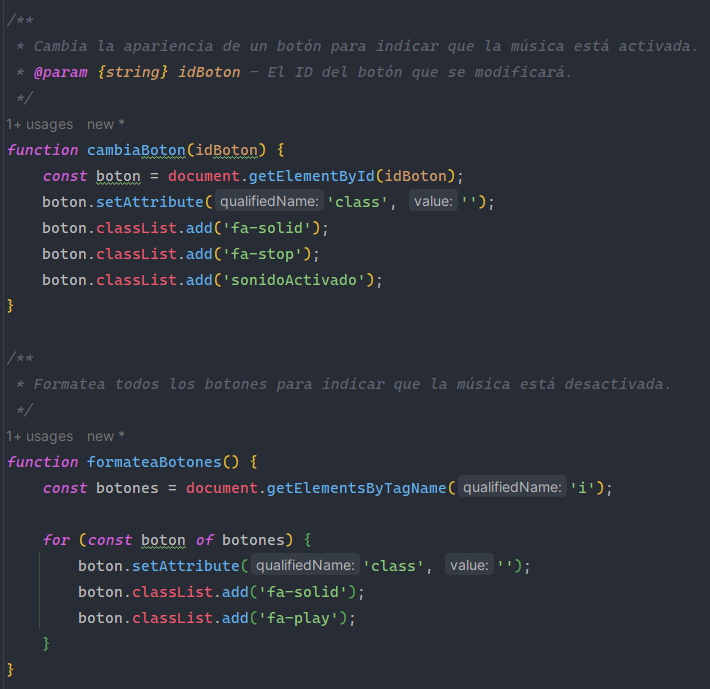 /**
 * Cambia la apariencia de un botón para indicar que la música está activada.
 * @param {string} idBoton - El ID del botón que se modificará.
 */
1+ usages   new *
function cambiaBoton(idBoton) {
    const boton = document.getElementById(idBoton);
    boton.setAttribute( qualifiedName: 'class',  value: '');
    boton.classList.add('fa-solid');
    boton.classList.add('fa-stop');
    boton.classList.add('sonidoActivado');
}
/**
 * Formatea todos los botones para indicar que la música está desactivada.
 */
1+ usages   new *
function formateaBotones() {
    const botones = document.getElementsByTagName( qualifiedName: 'i');
    for (const boton of botones) {
        boton.setAttribute( qualifiedName: 'class',  value: '');
        boton.classList.add('fa-solid');
        boton.classList.add('fa-play');
    }
}